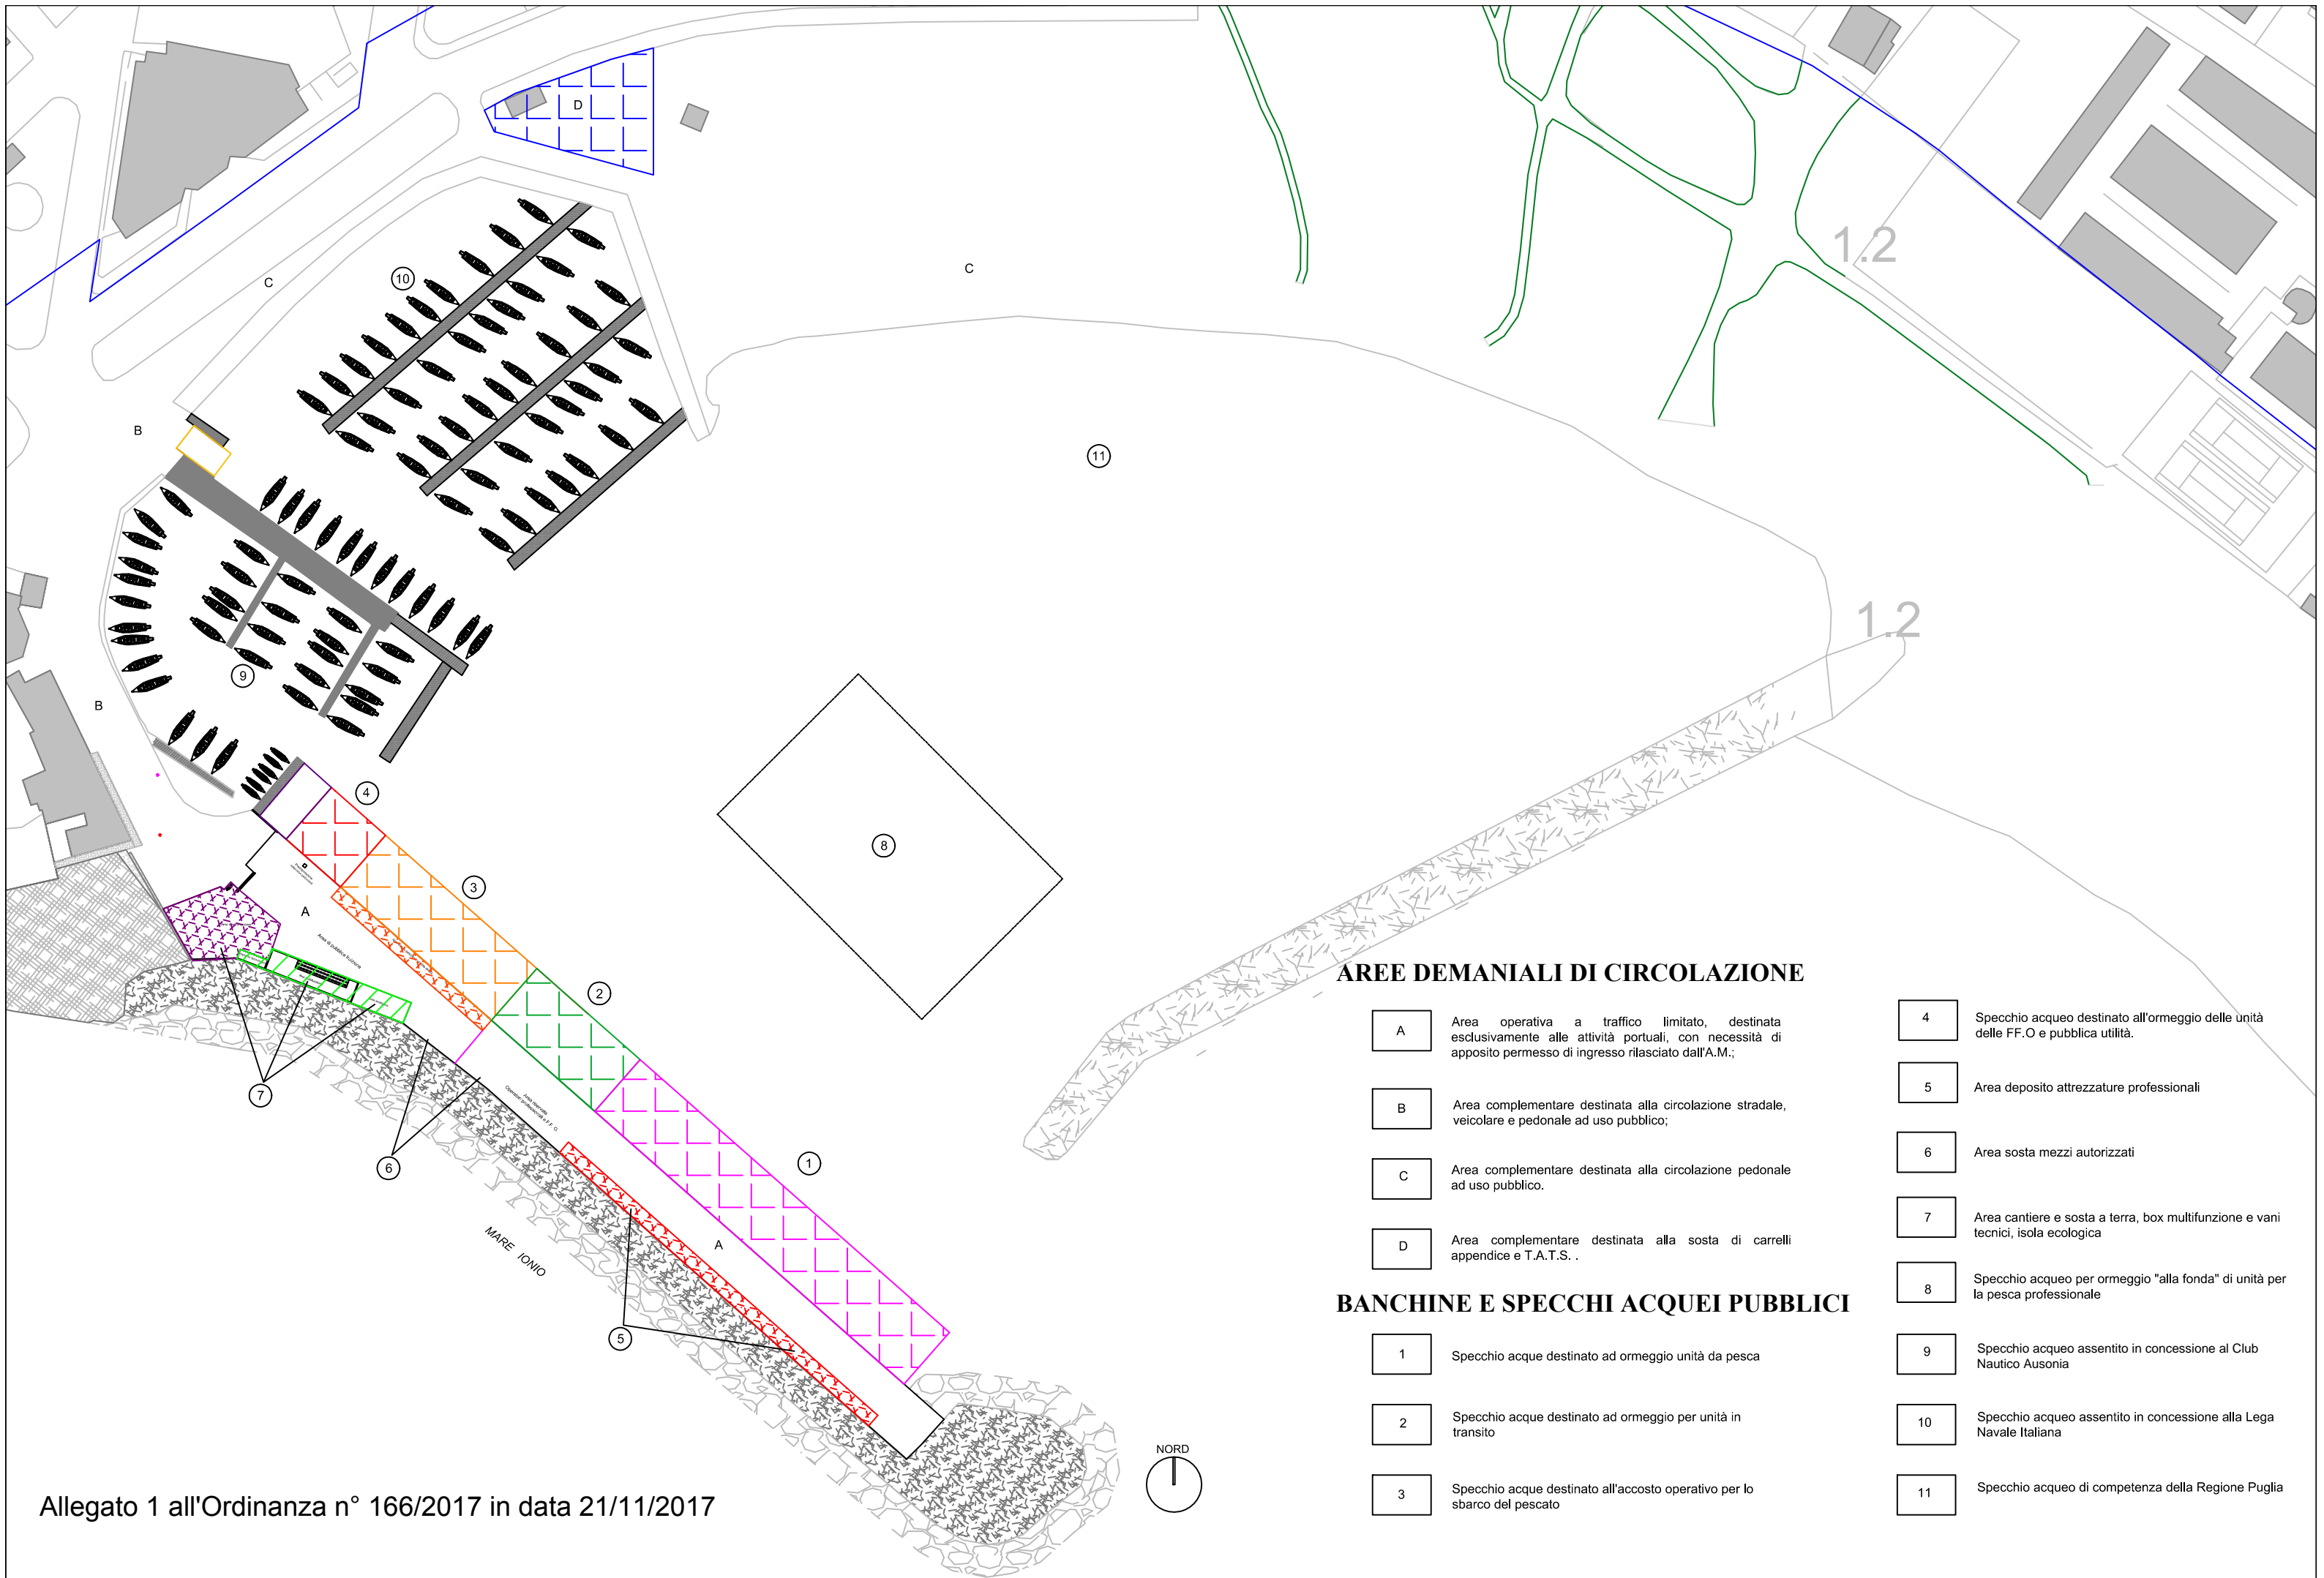 D
C
10
C
1.2
B
11
1.2
9
B
4
8
3
A
Area di pubblica fruizione
2
7
6
Area riservata
Operatori professionali e F.F. O.
1
A
MARE IONIO
5
NORD
Allegato 1 all'Ordinanza n° 166/2017 in data 21/11/2017
AREE DEMANIALI DI CIRCOLAZIONE
A
Area operativa a traffico limitato, destinata
esclusivamente alle attività portuali, con necessità di
apposito permesso di ingresso rilasciato dall'A.M.;
B
Area complementare destinata alla circolazione stradale,
veicolare e pedonale ad uso pubblico;
C
Area complementare destinata alla circolazione pedonale
ad uso pubblico.
D
Area complementare destinata alla sosta di carrelli
appendice e T.A.T.S. .
BANCHINE E SPECCHI ACQUEI PUBBLICI
1
Specchio acque destinato ad ormeggio unità da pesca
2
Specchio acque destinato ad ormeggio per unità in
transito
3
Specchio acque destinato all'accosto operativo per lo
sbarco del pescato
4
Specchio acqueo destinato all'ormeggio delle unità
delle FF.O e pubblica utilità.
5
Area deposito attrezzature professionali
6
Area sosta mezzi autorizzati
7
Area cantiere e sosta a terra, box multifunzione e vani
tecnici, isola ecologica
8
Specchio acqueo per ormeggio "alla fonda" di unità per
la pesca professionale
9
Specchio acqueo assentito in concessione al Club
Nautico Ausonia
10
Specchio acqueo assentito in concessione alla Lega
Navale Italiana
11
Specchio acqueo di competenza della Regione Puglia